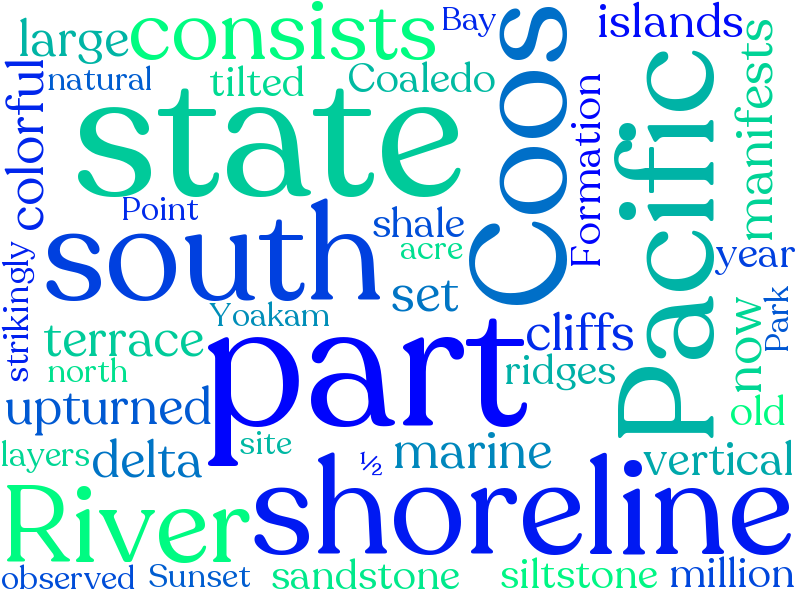 large
consists
Bay
islands
natural
tilted
Coaledo
colorful
state
Coos
Formation
Pacific
manifests
Point
south
shale
acre
year
strikingly
set
Yoakam
terrace
part
cliffs
now
Park
north
ridges
upturned
old
site
layers
delta
½
marine
vertical
River
shoreline
observed
Sunset
sandstone
siltstone
million